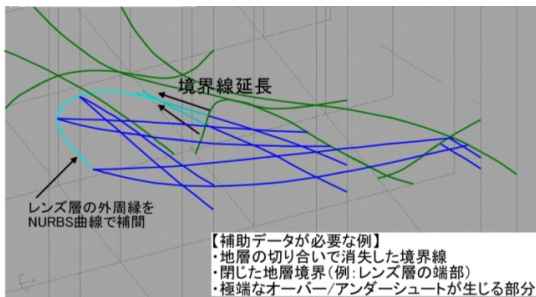 境界線延長
レンズ層の外周縁を
NURBS曲線で補間
【補助データが必要な例】
・地層の切り合いで消失した境界線
・閉じた地層境界(例:レンズ層の端部)
・極端なオーバー/アンダーシュートが生じる部分